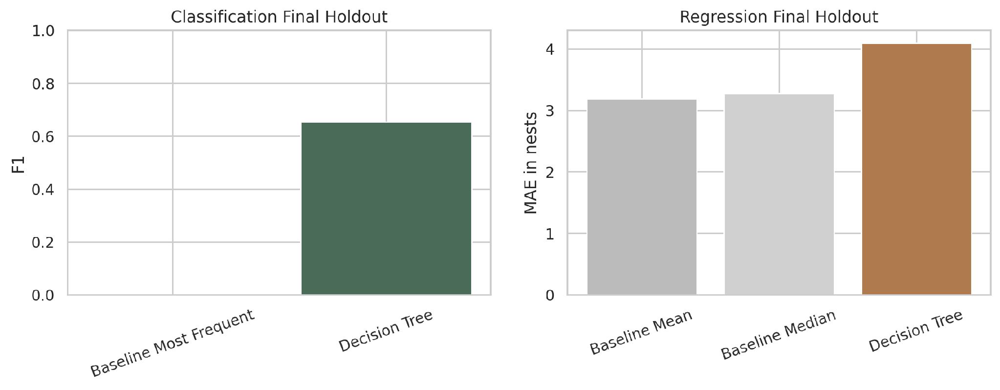 Classification Final Holdout
F1
1.0
0.8
0.6
0.4
0.2
0.0
Baseline Most Frequent
Decision Tree
Regression Final Holdout
MAE in nests
4
3
2
1
0
Baseline Mean
Baseline Median
Decision Tree